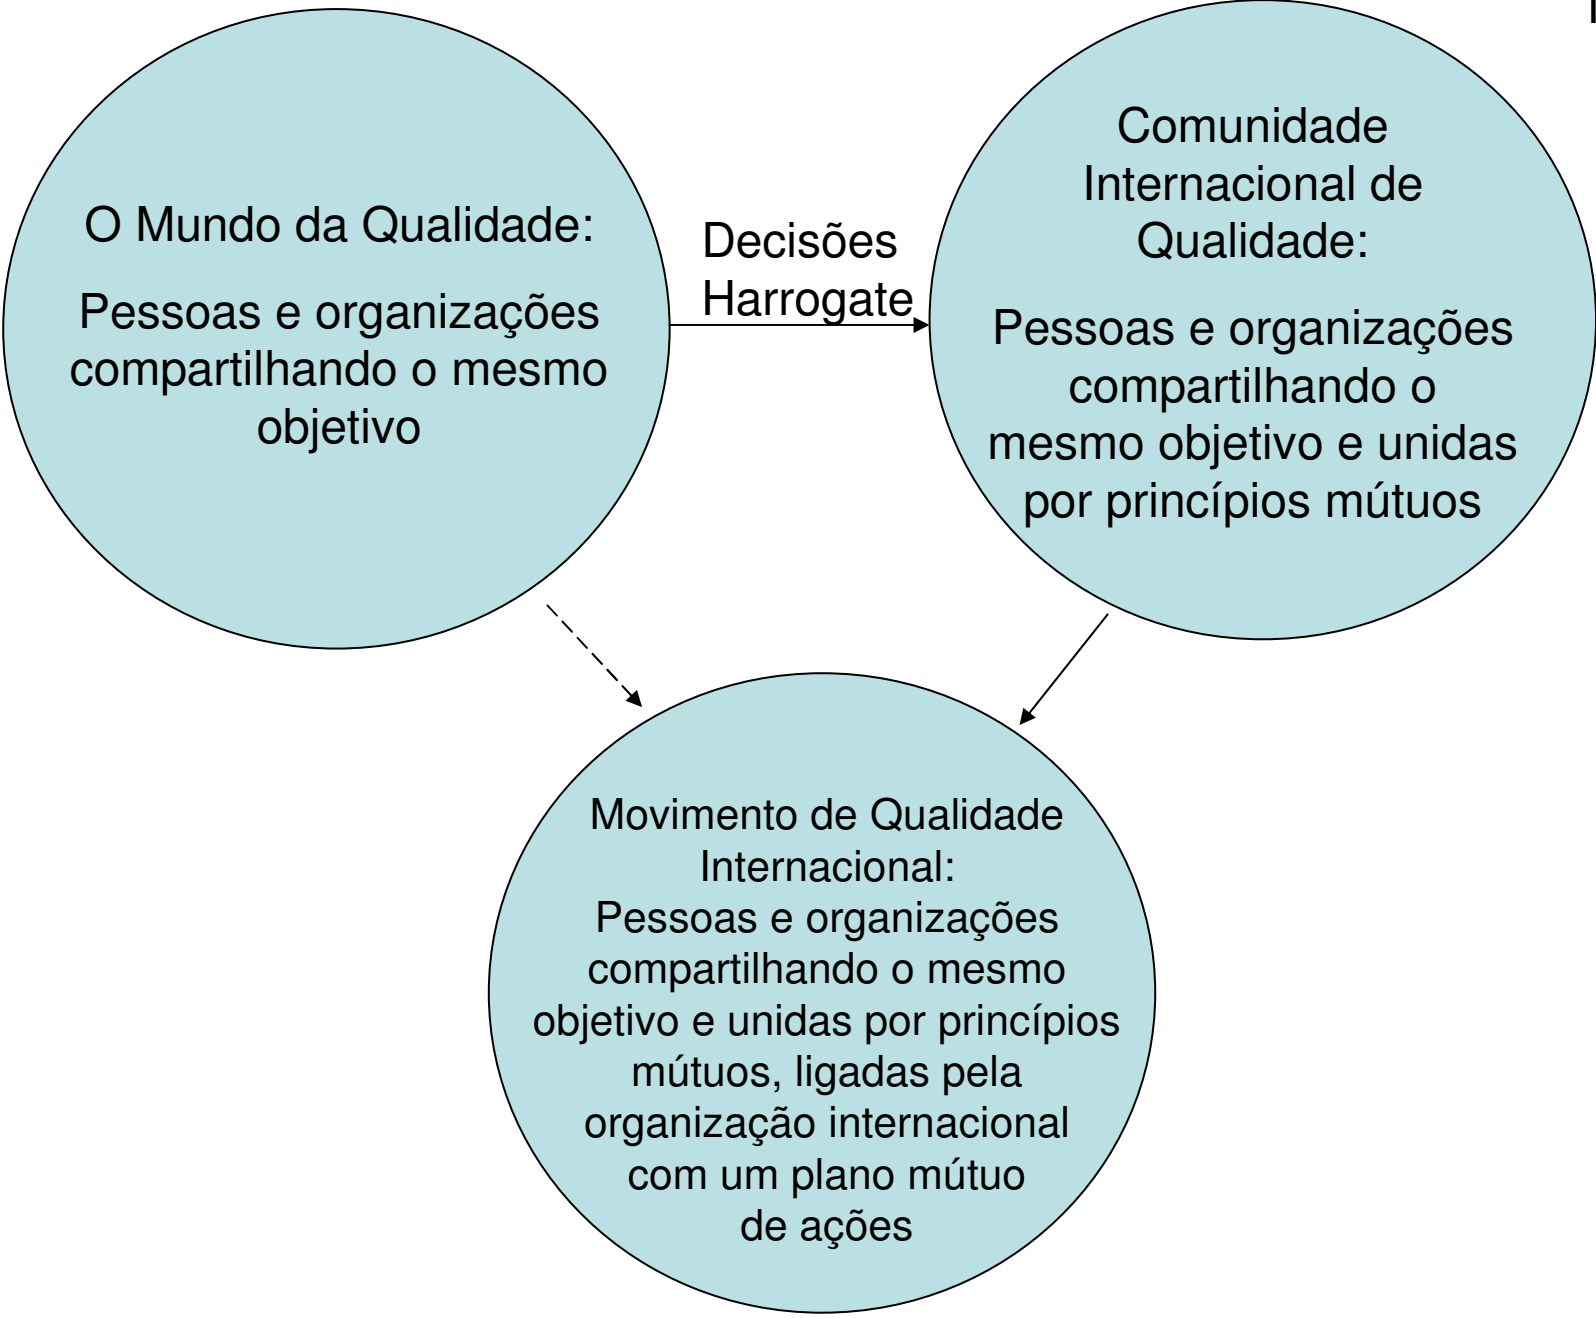 O Mundo da Qualidade:
Pessoas e organizações
compartilhando o mesmo
objetivo
Decisões
Harrogate
Comunidade
Internacional de
Qualidade:
Pessoas e organizações
compartilhando o
mesmo objetivo e unidas
por princípios mútuos
Movimento de Qualidade
Internacional:
Pessoas e organizações
compartilhando o mesmo
objetivo e unidas por princípios
mútuos, ligadas pela
organização internacional
com um plano mútuo
de ações